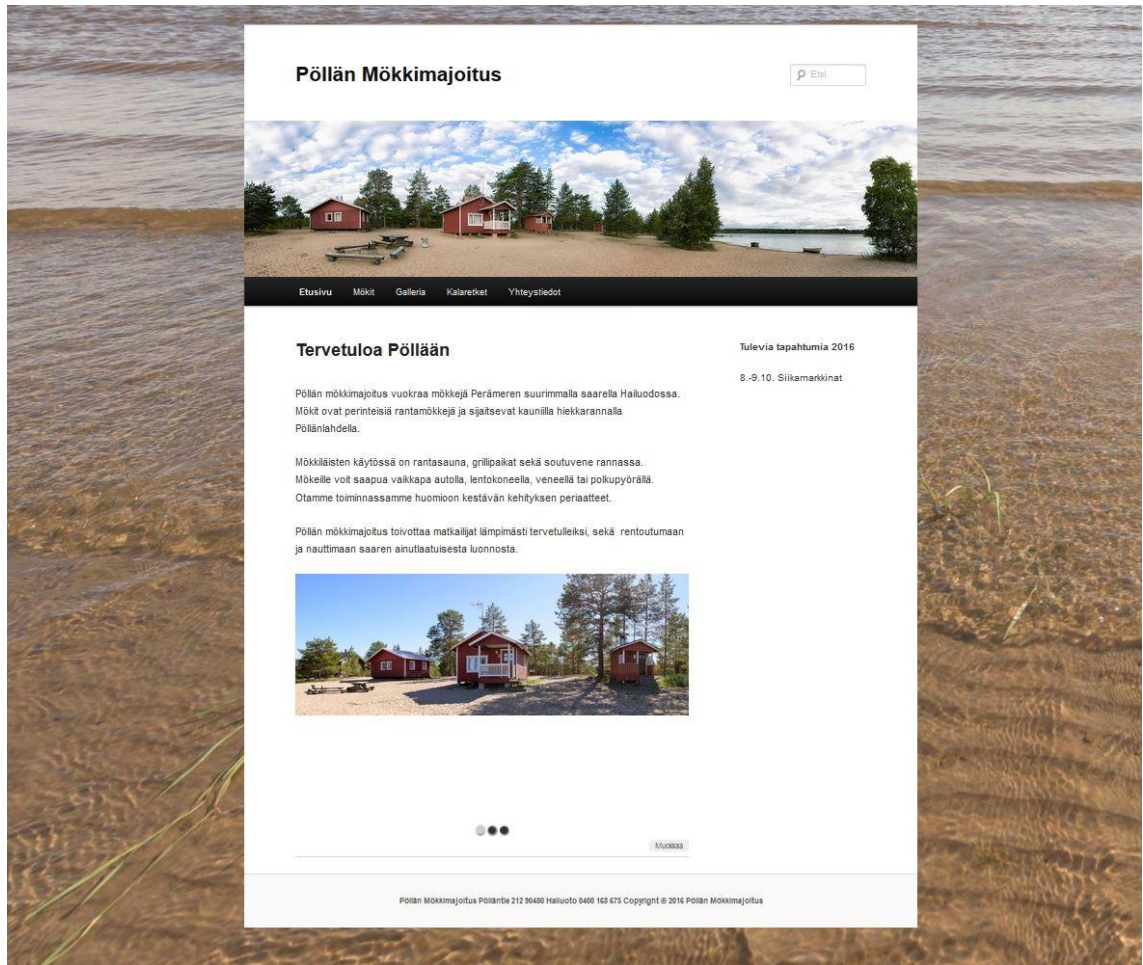 Pöllän Mökkimajoitus
Etsi
Etusivu Mökit Galleria Kalaretket Yhteystiedot
Tervetuloa Pöllään
Pöllän mökkimajoitus vuokraa mökkejä Perämeren suurimmalla saarella Hailuodossa.
Mökit ovat perinteisiä rantamökkejä ja sijaitsevat kauniilla hiekkarannalla
Pöllänlahdella.
Mökkiläisten käytössä on rantasauna, grillipaikat sekä soutuvene rannassa.
Mökeille voit saapua vaikkapa autolla, lentokoneella, veneellä tai polkupyörällä.
Otamme toiminnassamme huomioon kestävän kehityksen periaatteet.
Pöllän mökkimajoitus toivottaa matkailijat lämpimästi tervetulleiksi, sekä rentoutumaan
ja nauttimaan saaren ainutlaatuisesta luonnosta.
Tulevia tapahtumia 2016
8.-9.10. Siikamarkkinat
Muokkaa
Pöllän Mökkimajoitus Pölläntie 212 90480 Hailuoto 0400 168 675 Copyright © 2016 Pöllän Mökkimajoitus